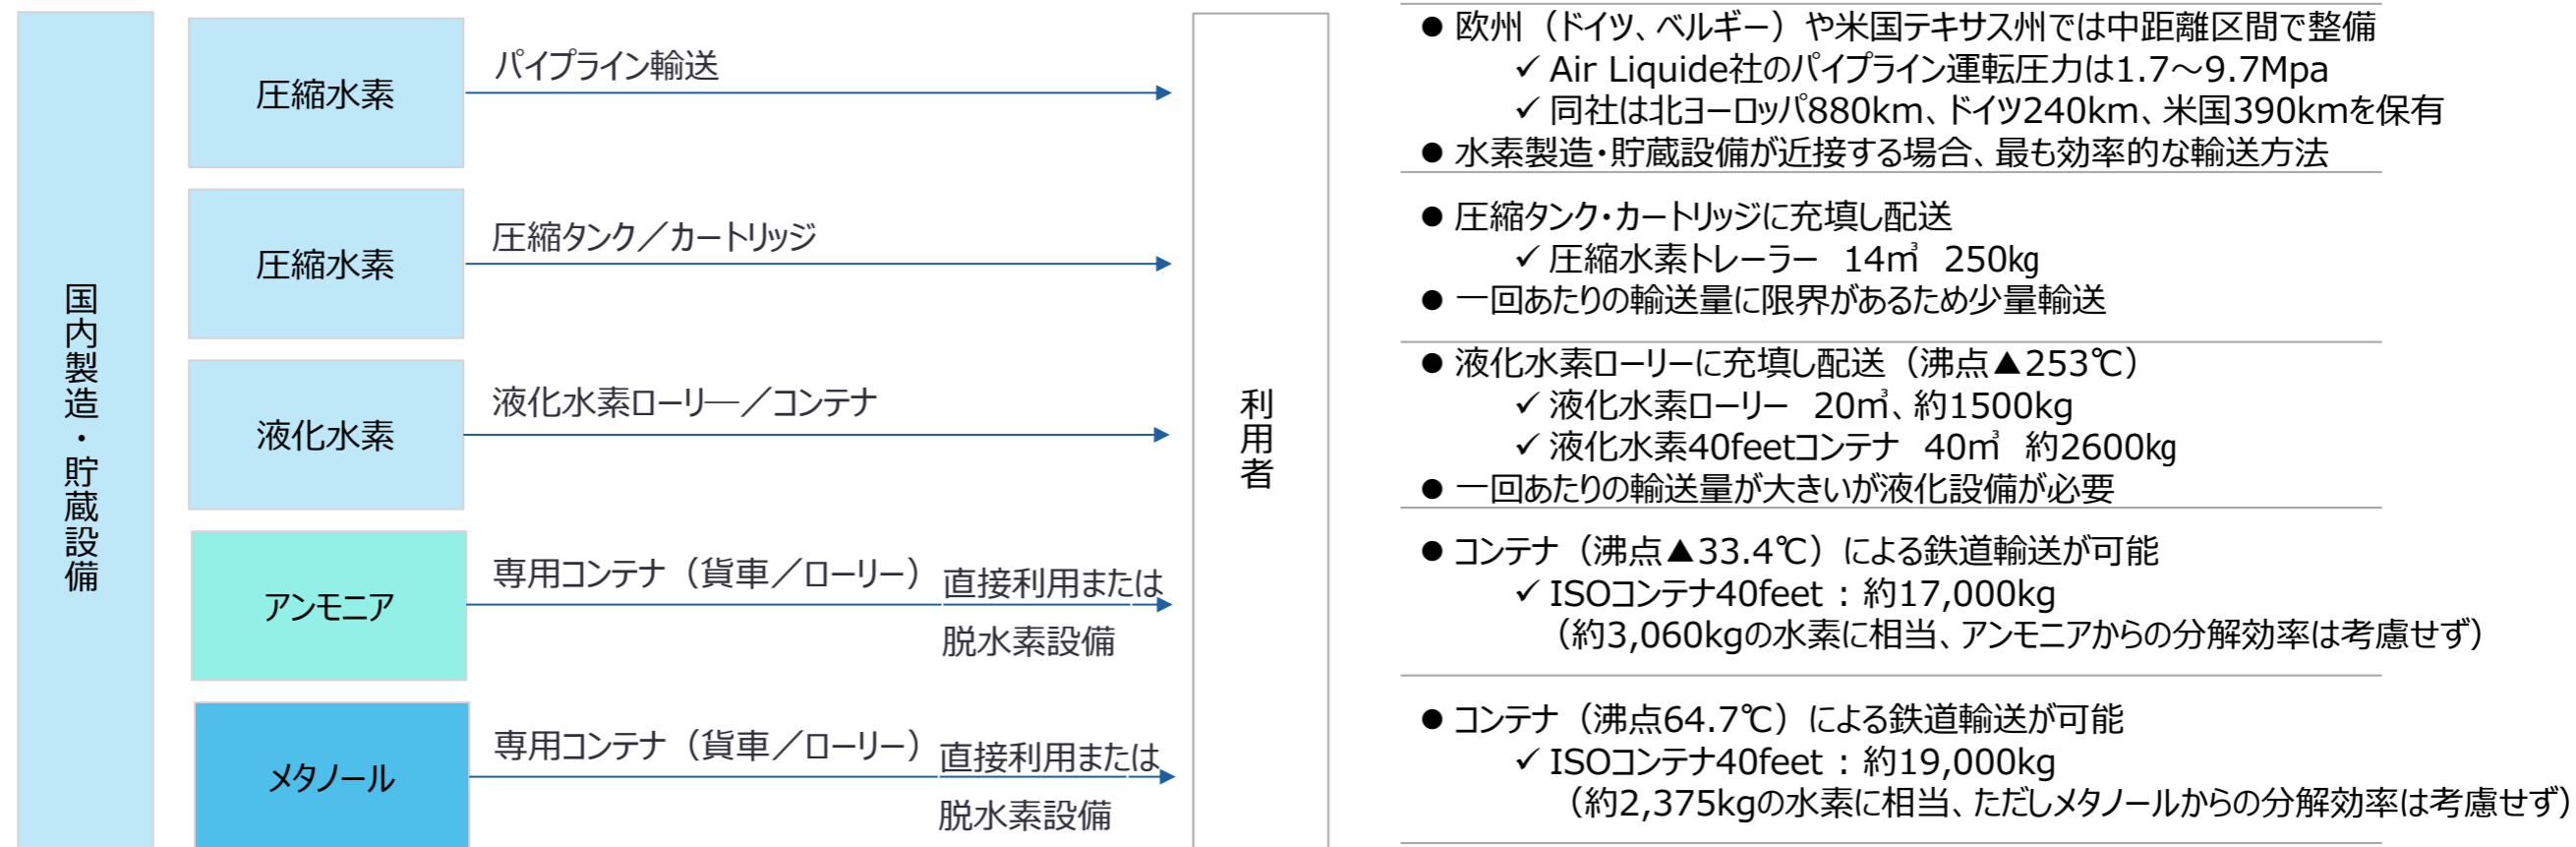 国内製造・貯蔵設備
圧縮水素
パイプライン輸送
圧縮水素
圧縮タンク／カートリッジ
液化水素
液化水素ローリ―／コンテナ
アンモニア
専用コンテナ（貨車／ローリー）
直接利用または
脱水素設備
メタノール
専用コンテナ（貨車／ローリー）
直接利用または
脱水素設備
利用者
● 欧州（ドイツ、ベルギー）や米国テキサス州では中距離区間で整備
✓ Air Liquide社のパイプライン運転圧力は1.7～9.7Mpa
✓ 同社は北ヨーロッパ880km、ドイツ240km、米国390kmを保有
● 水素製造・貯蔵設備が近接する場合、最も効率的な輸送方法
● 圧縮タンク・カートリッジに充填し配送
✓ 圧縮水素トレーラー　14㎥　250kg
● 一回あたりの輸送量に限界があるため少量輸送
● 液化水素ローリーに充填し配送（沸点▲253℃）
✓ 液化水素ローリー　20㎥、約1500kg
✓ 液化水素40feetコンテナ　40㎥　約2600kg
● 一回あたりの輸送量が大きいが液化設備が必要
● コンテナ（沸点▲33.4℃）による鉄道輸送が可能
✓ ISOコンテナ40feet：約17,000kg
（約3,060kgの水素に相当、アンモニアからの分解効率は考慮せず）
● コンテナ（沸点64.7℃）による鉄道輸送が可能
✓ ISOコンテナ40feet：約19,000kg
（約2,375kgの水素に相当、ただしメタノールからの分解効率は考慮せず）